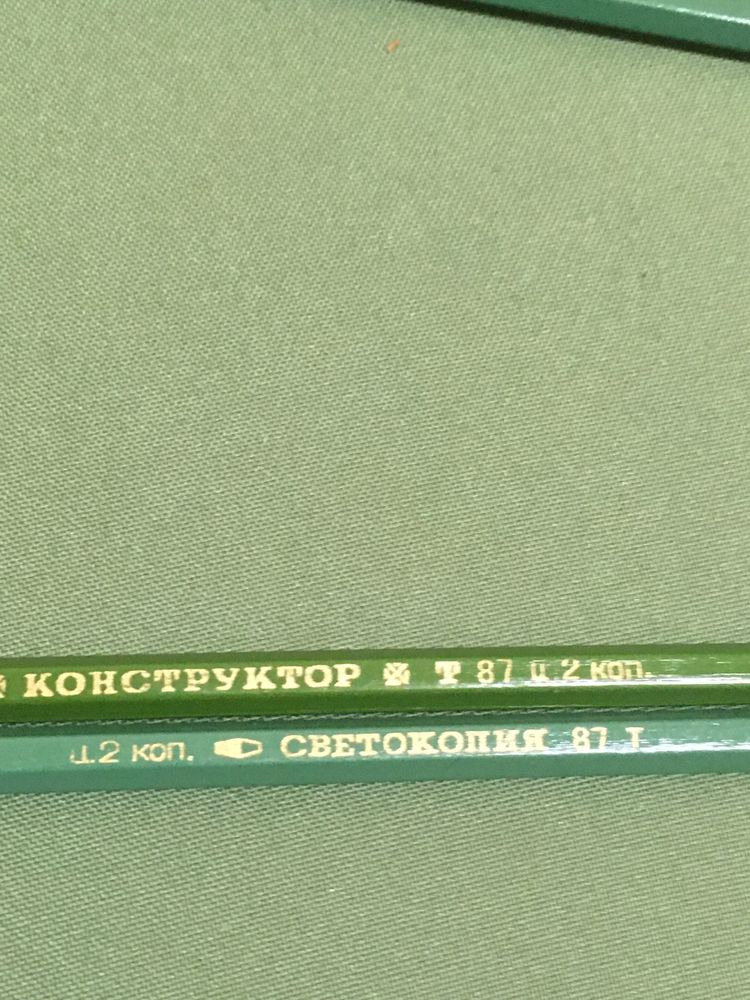 КОНСТРУКТОР Т 87 ц 2 коп.
ц.2 коп. СВЕТОКОПИЯ 87 Т